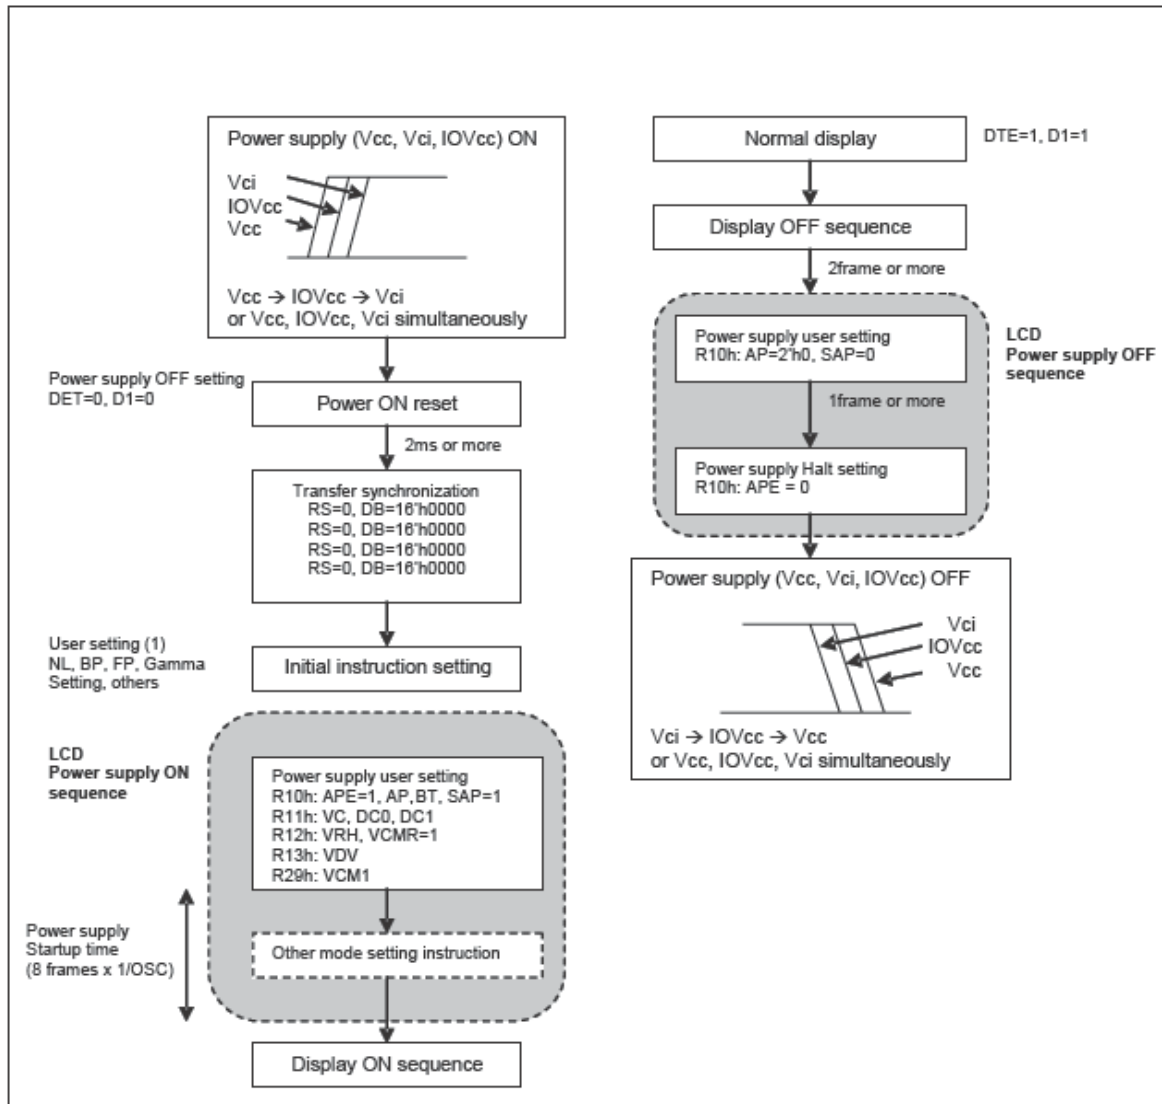 Power supply (Vcc, Vci, IOVcc) ON
Vci
IOVcc
Vcc
Vcc → IOVcc → Vci
or Vcc, IOVcc, Vci simultaneously
Power supply OFF setting
DET=0, D1=0
Power ON reset
2ms or more
Transfer synchronization
RS=0, DB=16'h0000
RS=0, DB=16'h0000
RS=0, DB=16'h0000
RS=0, DB=16'h0000
User setting (1)
NL, BP, FP, Gamma
Setting, others
Initial instruction setting
LCD
Power supply ON
sequence
Power supply user setting
R10h: APE=1, AP,BT, SAP=1
R11h: VC, DC0, DC1
R12h: VRH, VCMR=1
R13h: VDV
R29h: VCM1
Power supply
Startup time
(8 frames x 1/OSC)
Other mode setting instruction
Display ON sequence
Normal display
DTE=1, D1=1
Display OFF sequence
2frame or more
LCD
Power supply OFF
sequence
Power supply user setting
R10h: AP=2'h0, SAP=0
1frame or more
Power supply Halt setting
R10h: APE = 0
Power supply (Vcc, Vci, IOVcc) OFF
Vci
IOVcc
Vcc
Vci → IOVcc → Vcc
or Vcc, IOVcc, Vci simultaneously